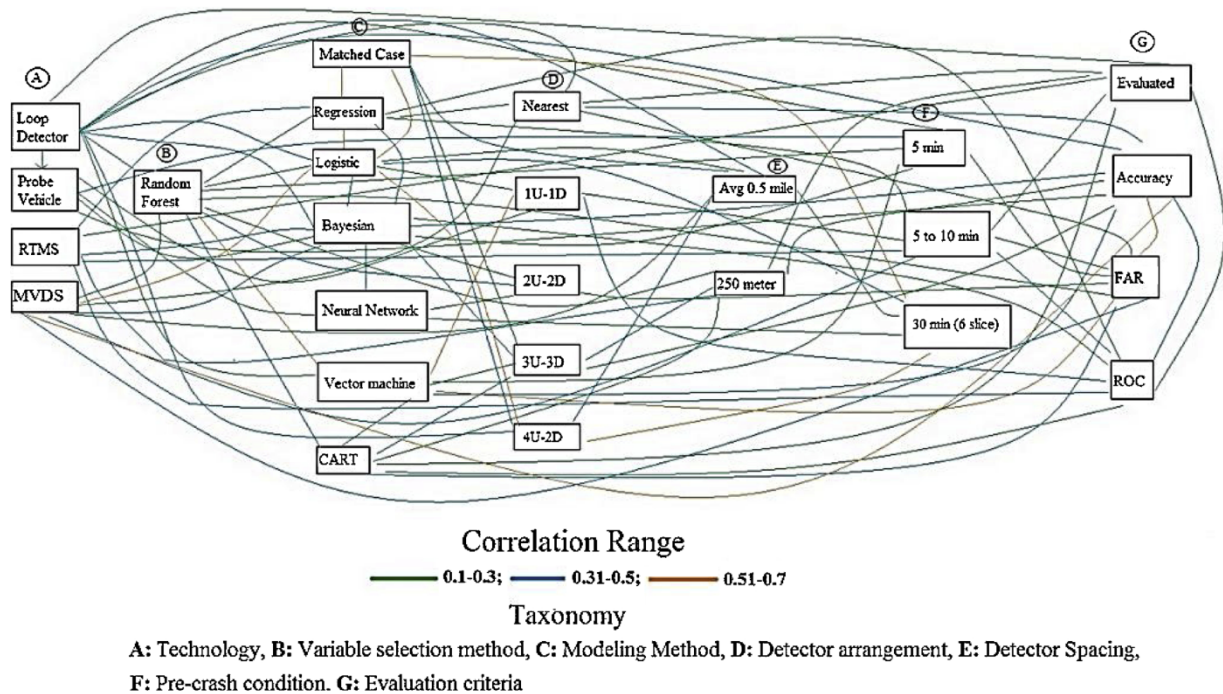 A
Loop
Detector
Probe
Vehicle
RTMS
MVDS
B
Random
Forest
C
Matched Case
Regression
Logistic
Bayesian
Neural Network
Vector machine
CART
D
Nearest
1U-1D
2U-2D
3U-3D
4U-2D
E
Avg 0.5 mile
250 meter
F
5 min
5 to 10 min
30 min (6 slice)
G
Evaluated
Accuracy
FAR
ROC
Correlation Range
0.1-0.3; 0.31-0.5; 0.51-0.7
Taxonomy
A: Technology, B: Variable selection method, C: Modeling Method, D: Detector arrangement, E: Detector Spacing,
F: Pre-crash condition, G: Evaluation criteria